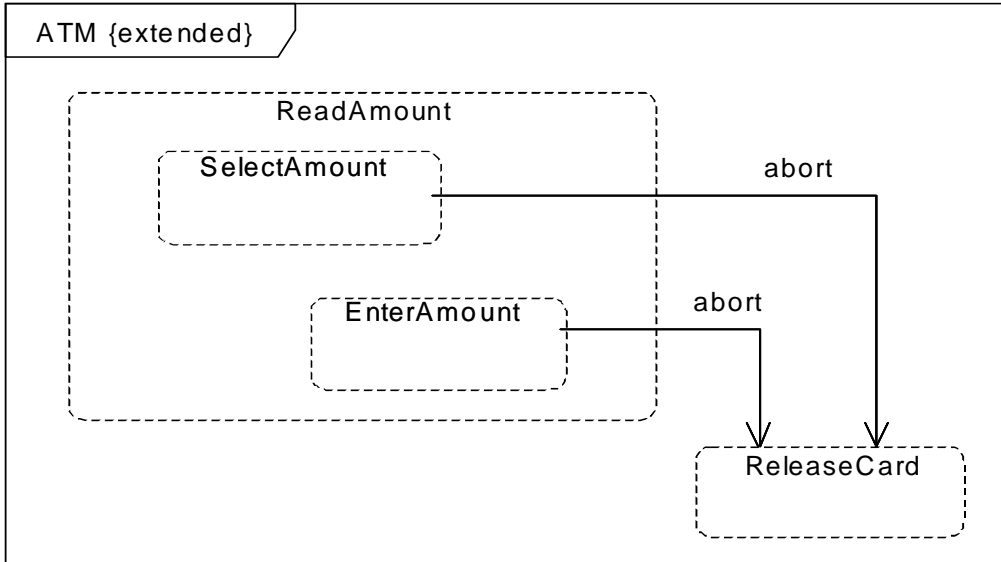 ATM {extended}
ReadAmount
SelectAmount
abort
EnterAmount
abort
ReleaseCard